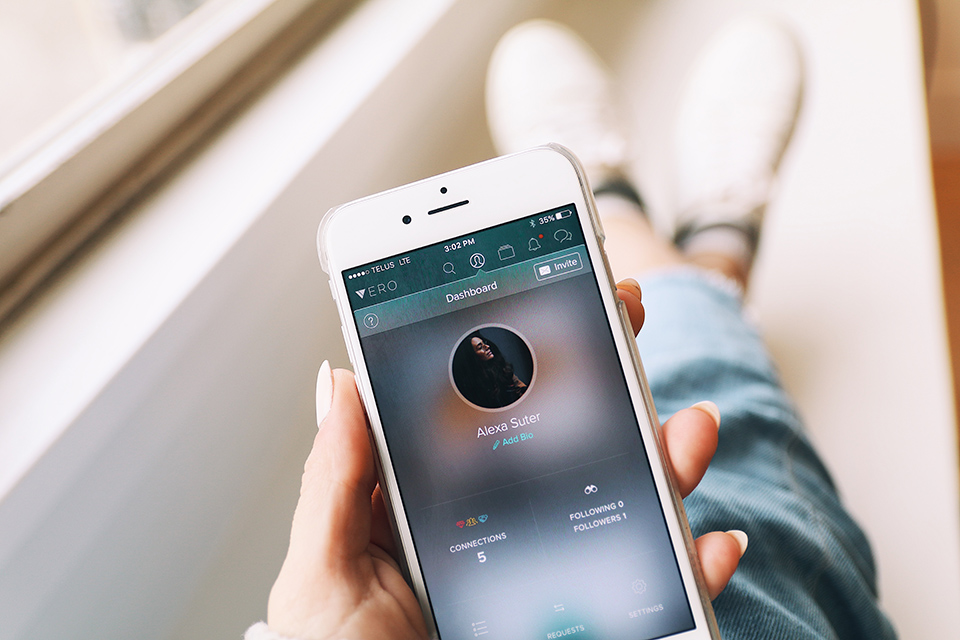 TELUS LTE
3:02 PM
35%
VERO
Dashboard
Invite
?
Alexa Suter
Add Bio
CONNECTIONS
5
FOLLOWING 0
FOLLOWERS 1
REQUESTS
SETTINGS